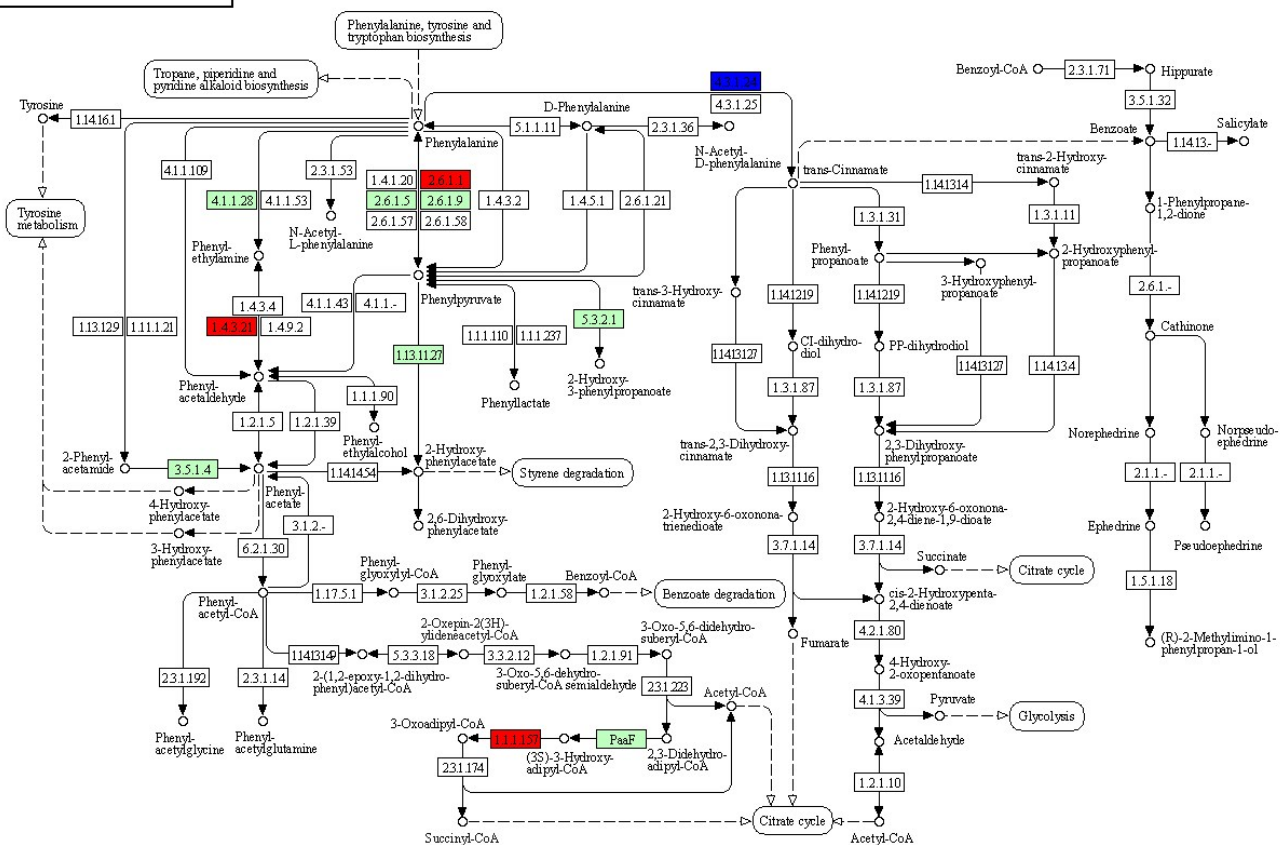 Phenylalanine, tyrosine and
tryptophan biosynthesis
Tropane, piperidine and
pyridine alkaloid biosynthesis
4.3.1.24
4.3.1.25
Benzoyl-CoA
2.3.1.71
Hippurate
3.5.1.32
Tyrosine
1.14.16.1
D-Phenylalanine
Phenylalanine
5.1.1.11
2.3.1.36
N-Acetyl-
D-phenylalanine
Benzoate
1.14.13.-
Salicylate
4.1.1.109
2.3.1.53
1.4.1.20
2.6.1.1
4.1.1.28
4.1.1.53
2.6.1.5
2.6.1.9
1.4.3.2
1.4.5.1
2.6.1.21
2.6.1.57
2.6.1.58
trans-Cinnamate
1.14.13.14
trans-2-Hydroxy-
cinnamate
1.3.1.31
1.3.1.11
1-Phenylpropane-
1,2-dione
Tyrosine
metabolism
N-Acetyl-
L-phenylalanine
Phenyl-
ethylamine
Phenyl-
propanoate
2-Hydroxyphenyl-
propanoate
3-Hydroxyphenyl-
propanoate
Phenylpyruvate
trans-3-Hydroxy-
cinnamate
1.14.12.19
1.14.12.19
2.6.1.-
1.4.3.4
4.1.1.43
4.1.1.-
1.13.12.9
1.11.1.21
1.4.3.21
1.4.9.2
1.1.1.110
1.1.1.237
5.3.2.1
Cathinone
1.13.11.27
CI-dihydro-
diol
PP-dihydrodiol
1.14.13.127
1.14.13.127
1.14.13.4
Phenyl-
acetaldehyde
1.1.1.90
Phenyllactate
2-Hydroxy-
3-phenylpropanoate
1.3.1.87
1.3.1.87
1.2.1.5
1.2.1.39
Phenyl-
ethylalcohol
trans-2,3-Dihydroxy-
cinnamate
2,3-Dihydroxy-
phenylpropanoate
Norephedrine
Norpseudo-
ephedrine
2-Phenyl-
acetamide
3.5.1.4
1.14.14.54
2-Hydroxy-
phenylacetate
Styrene degradation
1.13.11.16
1.13.11.16
2.1.1.-
2.1.1.-
Phenyl-
acetate
4-Hydroxy-
phenylacetate
3.1.2.-
2,6-Dihydroxy-
phenylacetate
2-Hydroxy-6-oxonona-
trienedioate
2-Hydroxy-6-oxonona-
2,4-diene-1,9-dioate
Ephedrine
Pseudoephedrine
3-Hydroxy-
phenylacetate
6.2.1.30
3.7.1.14
3.7.1.14
Succinate
Citrate cycle
Phenyl-
acetyl-CoA
Phenyl-
glyoxylyl-CoA
Phenyl-
glyoxylate
Benzoyl-CoA
1.17.5.1
3.1.2.25
1.2.1.58
Benzoate degradation
cis-2-Hydroxypenta-
2,4-dienoate
1.5.1.18
2-Oxepin-2(3H)-
ylideneacetyl-CoA
3-Oxo-5,6-didehydro-
suberyl-CoA
Fumarate
4.2.1.80
(R)-2-Methylimino-1-
phenylpropan-1-ol
1.14.13.149
5.3.3.18
3.3.2.12
1.2.1.91
2-(1,2-epoxy-1,2-dihydro-
phenyl)acetyl-CoA
3-Oxo-5,6-dehydro-
suberyl-CoA semialdehyde
4-Hydroxy-
2-oxopentanoate
2.3.1.192
2.3.1.14
2.3.1.223
Acetyl-CoA
4.1.3.39
Pyruvate
Glycolysis
Phenyl-
acetylglycine
Phenyl-
acetylglutamine
3-Oxoadipyl-CoA
1.1.1.157
PaaF
(3S)-3-Hydroxy-
adipyl-CoA
2,3-Didehydro-
adipyl-CoA
Acetaldehyde
2.3.1.174
1.2.1.10
Succinyl-CoA
Citrate cycle
Acetyl-CoA